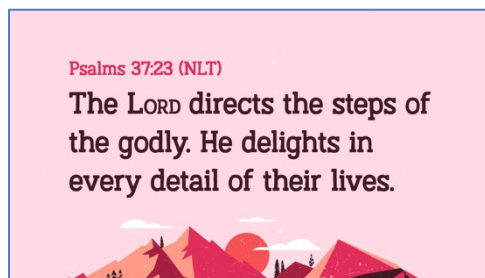 Psalms 37:23 (NLT)
The LORD directs the steps of
the godly. He delights in
every detail of their lives.